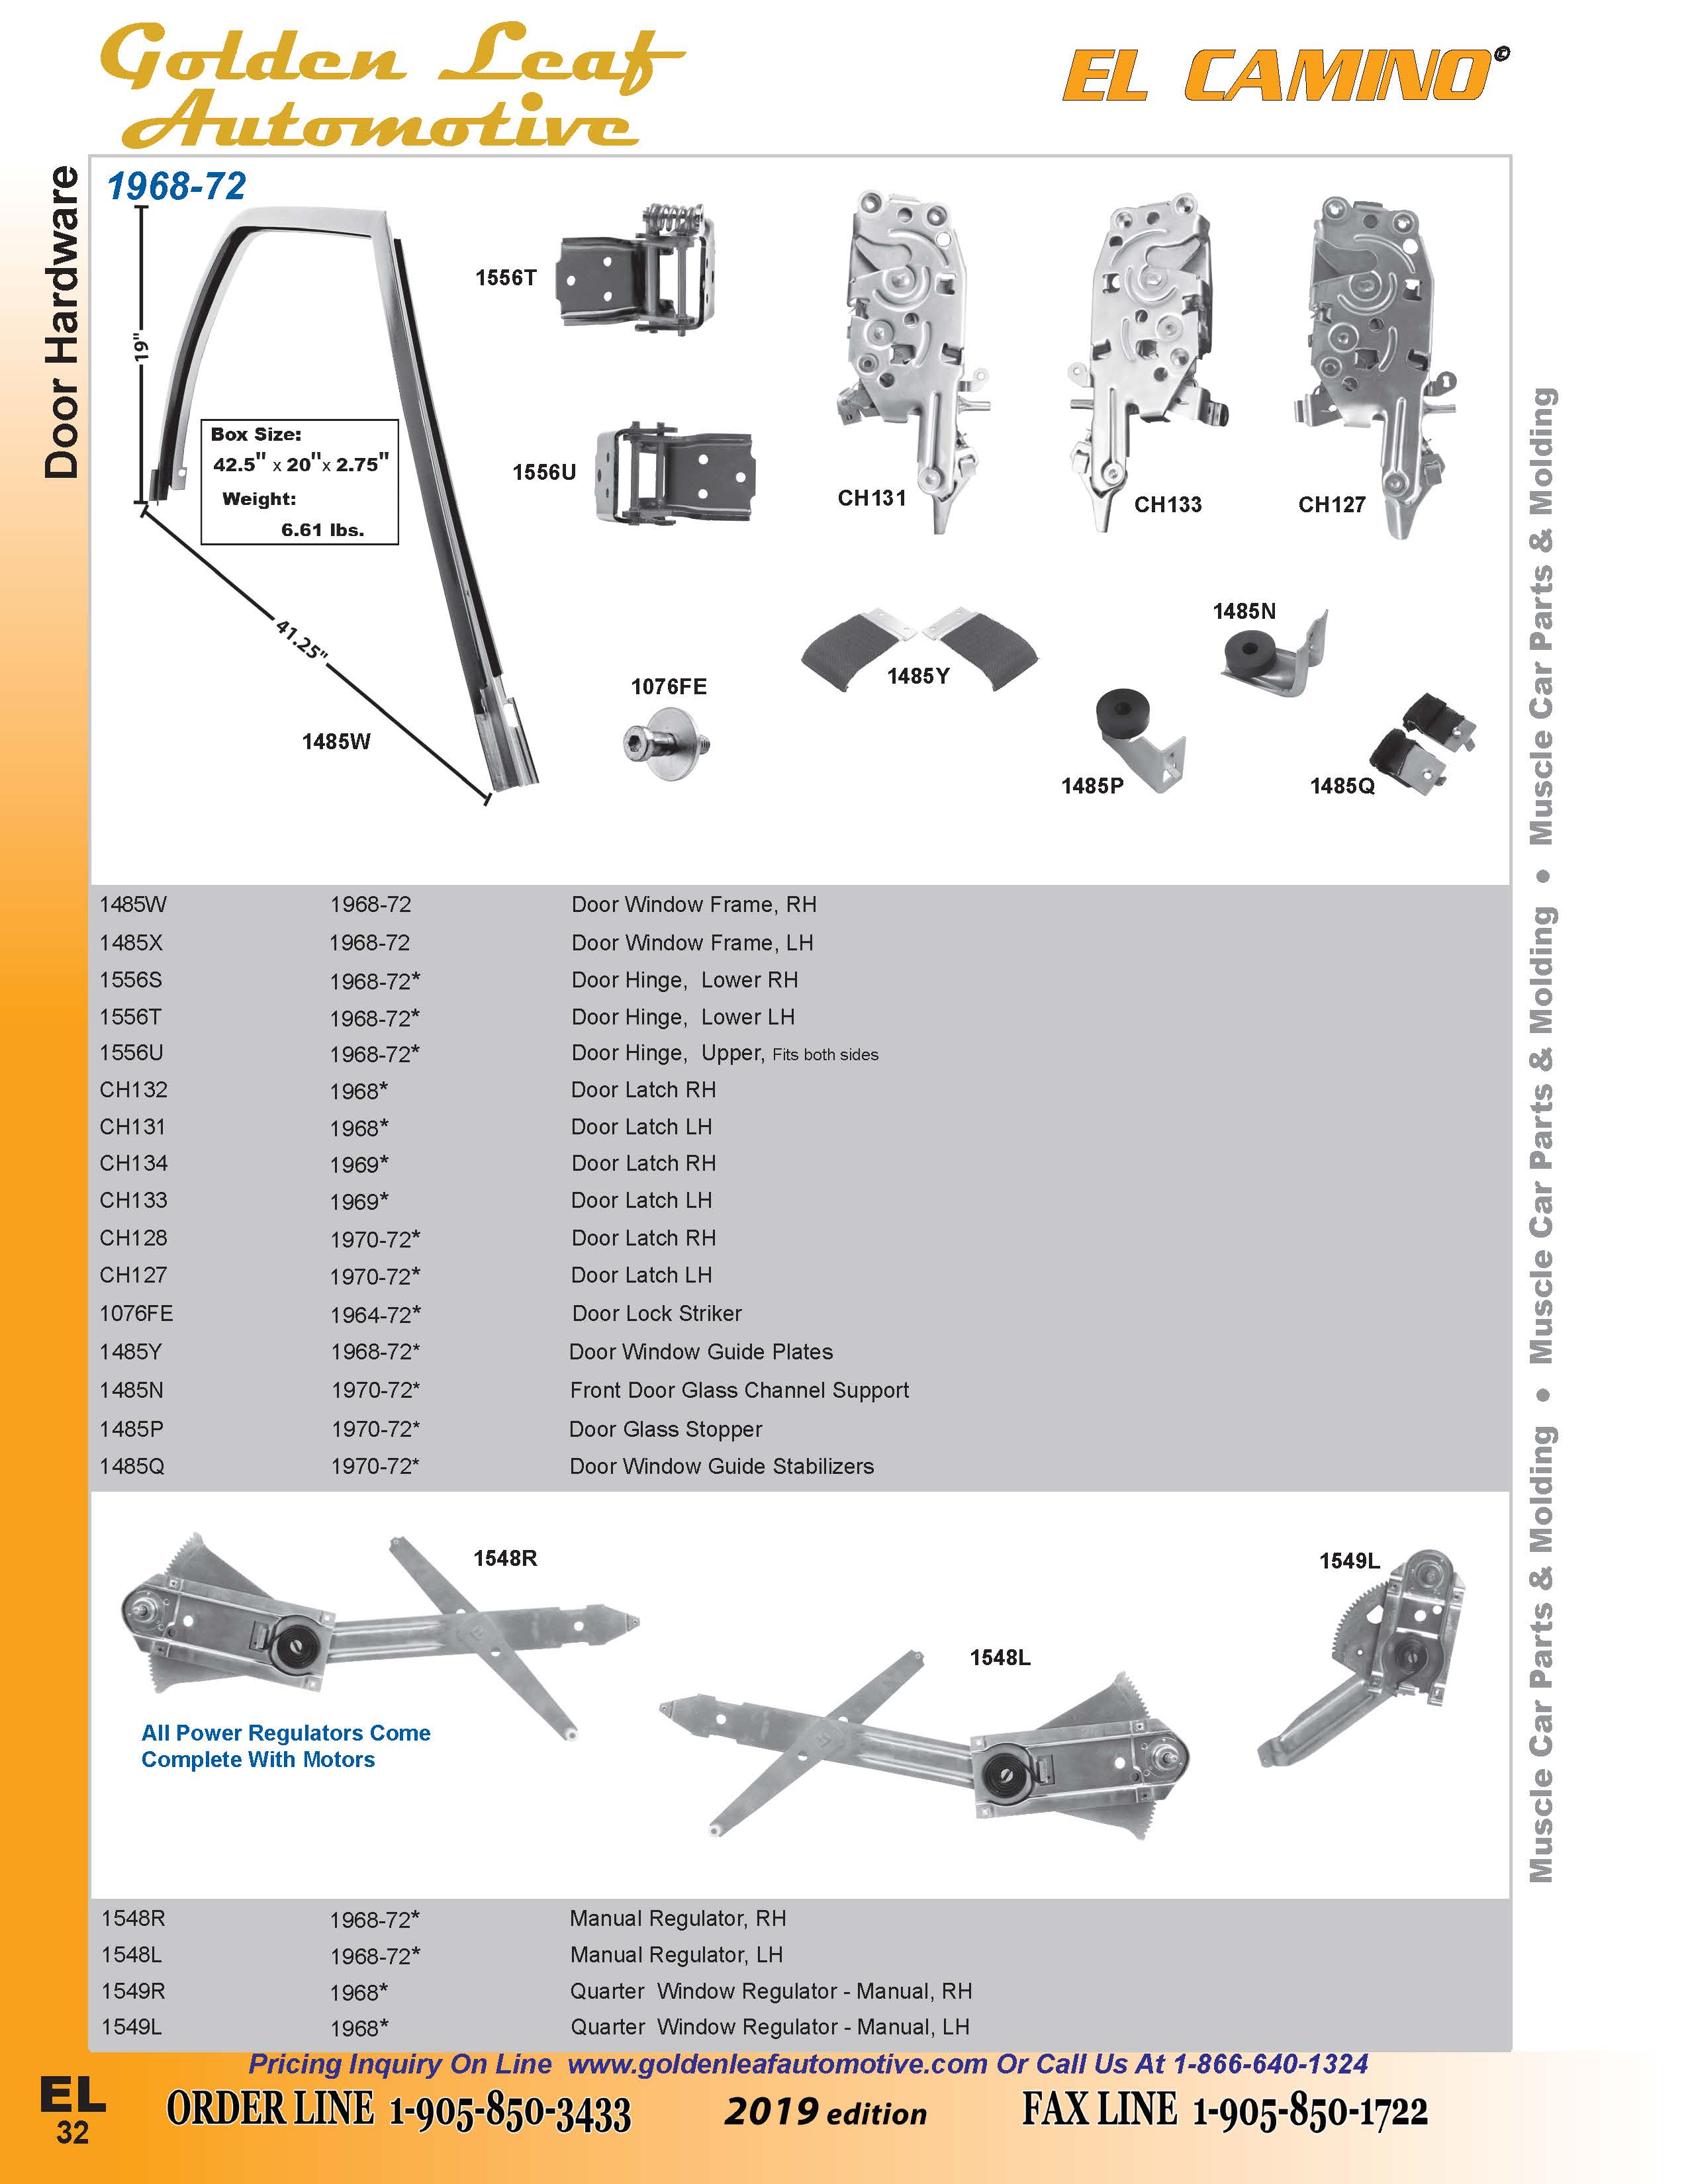 Golden Leaf
Automotive
EL CAMINO©
Door Hardware
1968-72
19"
Box Size:
42.5" x 20"x 2.75"
Weight:
6.61 lbs.
41.25"
1485W
1556T
1556U
1076FE
CH131
CH133
CH127
1485Y
1485N
1485P
1485Q
1485W 1968-72 Door Window Frame, RH
1485X 1968-72 Door Window Frame, LH
1556S 1968-72* Door Hinge, Lower RH
1556T 1968-72* Door Hinge, Lower LH
1556U 1968-72* Door Hinge, Upper, Fits both sides
CH132 1968* Door Latch RH
CH131 1968* Door Latch LH
CH134 1969* Door Latch RH
CH133 1969* Door Latch LH
CH128 1970-72* Door Latch RH
CH127 1970-72* Door Latch LH
1076FE 1964-72* Door Lock Striker
1485Y 1968-72* Door Window Guide Plates
1485N 1970-72* Front Door Glass Channel Support
1485P 1970-72* Door Glass Stopper
1485Q 1970-72* Door Window Guide Stabilizers
1548R
1549L
1548L
All Power Regulators Come
Complete With Motors
1548R 1968-72* Manual Regulator, RH
1548L 1968-72* Manual Regulator, LH
1549R 1968* Quarter Window Regulator - Manual, RH
1549L 1968* Quarter Window Regulator - Manual, LH
Muscle Car Parts & Molding • Muscle Car Parts & Molding • Muscle Car Parts & Molding
Pricing Inquiry On Line www.goldenleafautomotive.com Or Call Us At 1-866-640-1324
EL
32
ORDER LINE 1-905-850-3433 2019 edition FAX LINE 1-905-850-1722